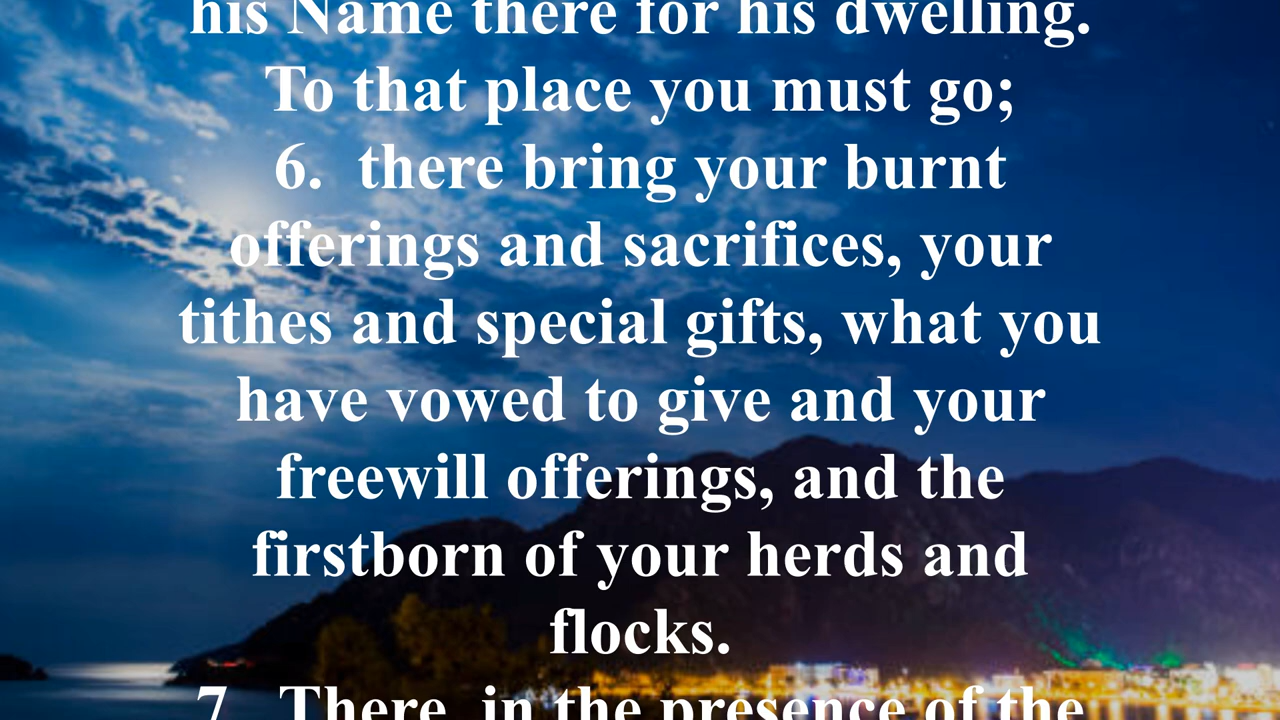 his Name there for his dwelling.
To that place you must go;
6.  there bring your burnt
offerings and sacrifices, your
tithes and special gifts, what you
have vowed to give and your
freewill offerings, and the
firstborn of your herds and
flocks.
7.  There, in the presence of the